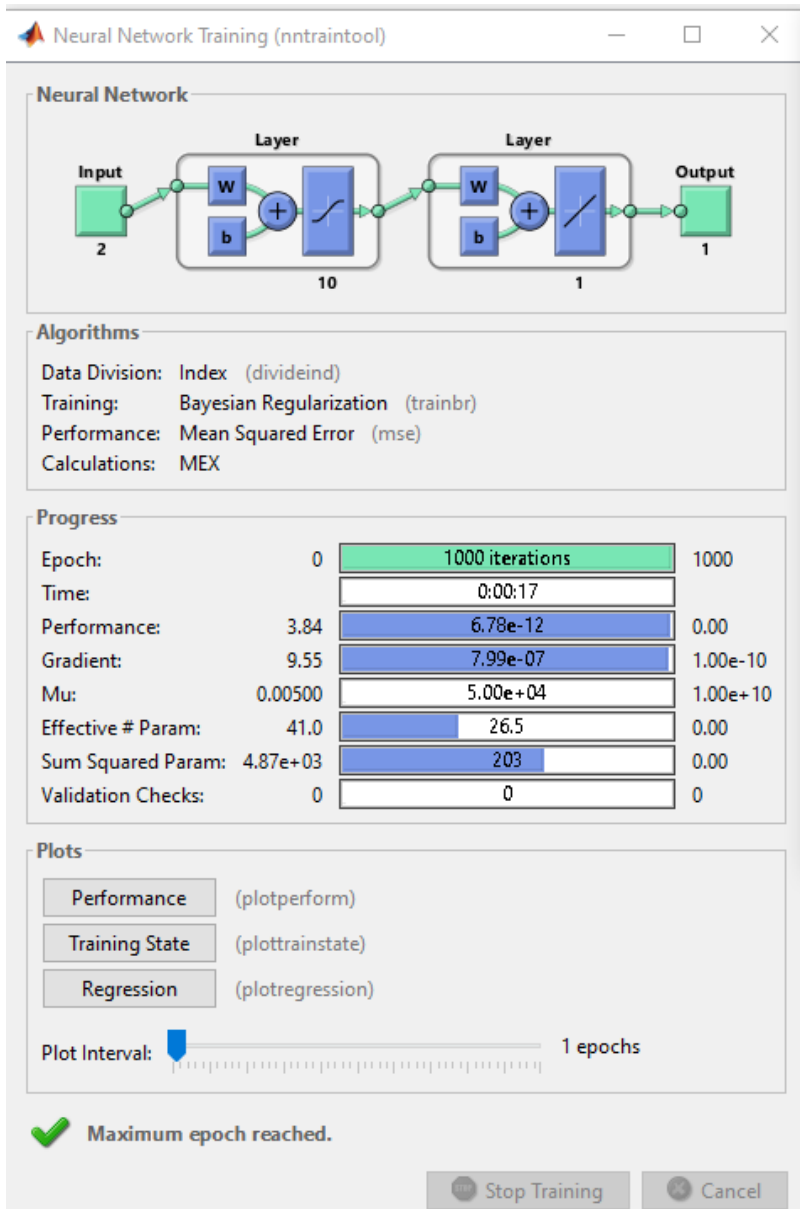 Neural Network Training (nntraintool)
Neural Network
Layer Layer
Input Output
W W
+ +
b b
2 1
10 1
Algorithms
Data Division: Index (divideind)
Training: Bayesian Regularization (trainbr)
Performance: Mean Squared Error (mse)
Calculations: MEX
Progress
Epoch: 0 1000 iterations 1000
Time: 0:00:17
Performance: 3.84 6.78e-12 0.00
Gradient: 9.55 7.99e-07 1.00e-10
Mu: 0.00500 5.00e+04 1.00e+10
Effective # Param: 41.0 26.5 0.00
Sum Squared Param: 4.87e+03 203 0.00
Validation Checks: 0 0 0
Plots
Performance (plotperform)
Training State (plottrainstate)
Regression (plotregression)
Plot Interval: 1 epochs
Maximum epoch reached.
STOP Stop Training Cancel